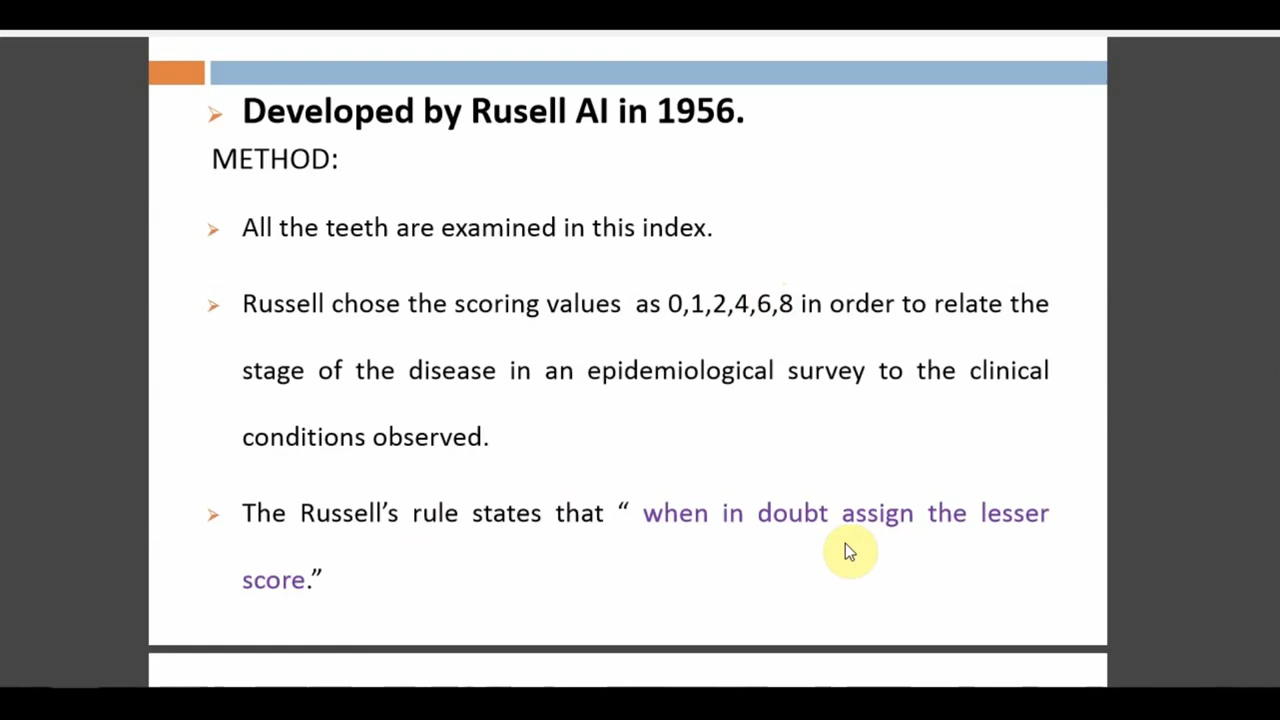 Developed by Rusell AI in 1956.
METHOD:
All the teeth are examined in this index.
Russell chose the scoring values as 0,1,2,4,6,8 in order to relate the
stage of the disease in an epidemiological survey to the clinical
conditions observed.
The Russell’s rule states that “ when in doubt assign the lesser
score.”